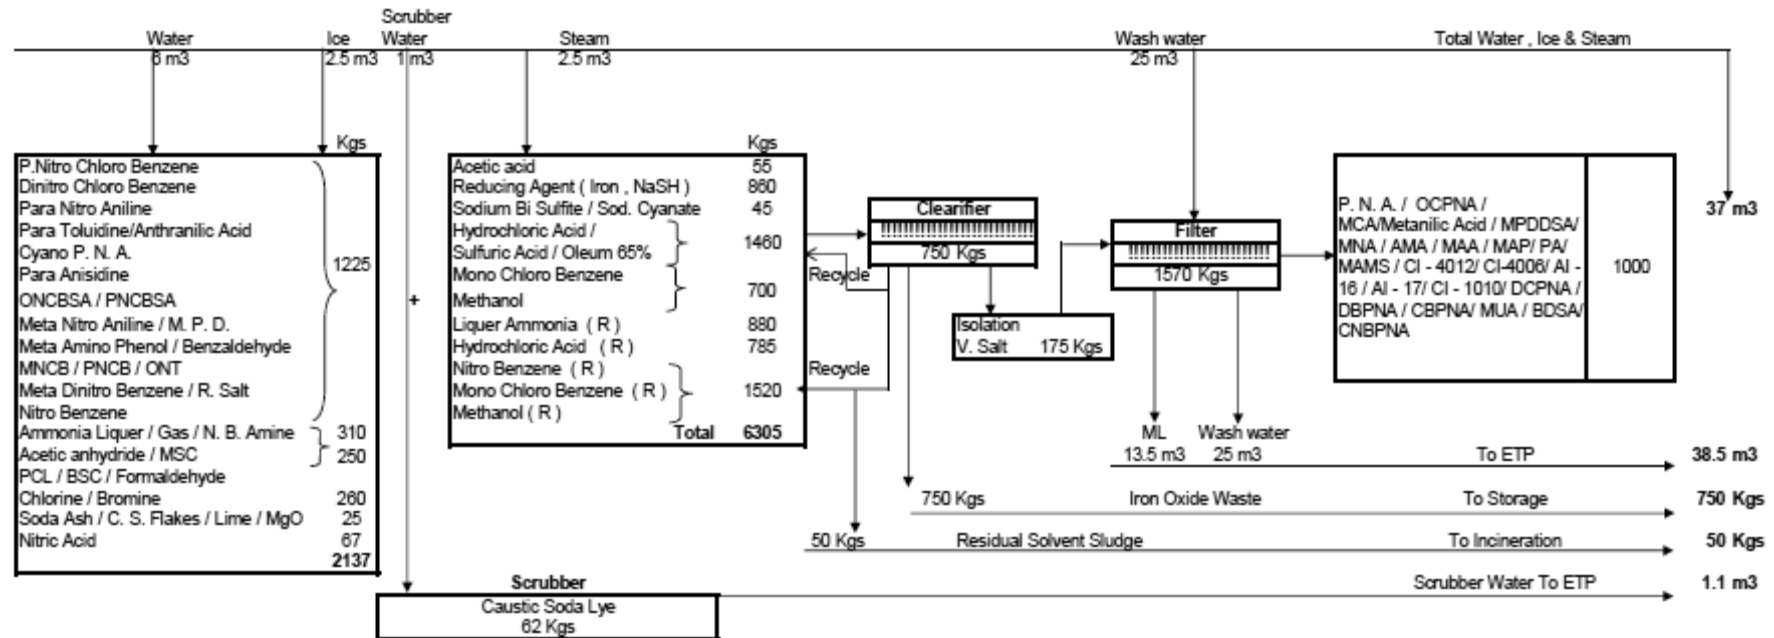 Scrubber
Water Ice Water Steam Wash water Total Water , Ice & Steam
6 m3 2.5 m3 1 m3 2.5 m3 25 m3
Kgs
P.Nitro Chloro Benzene
Dinitro Chloro Benzene
Para Nitro Aniline
Para Toluidine/Anthranilic Acid
Cyano P. N. A.
1225
Para Anisidine
ONCBSA / PNCBSA
Meta Nitro Aniline / M. P. D.
Meta Amino Phenol / Benzaldehyde
MNCB / PNCB / ONT
Meta Dinitro Benzene / R. Salt
Nitro Benzene
Ammonia Liquer / Gas / N. B. Amine 310
Acetic anhydride / MSC 250
PCL / BSC / Formaldehyde
Chlorine / Bromine 260
Soda Ash / C. S. Flakes / Lime / MgO 25
Nitric Acid 67
2137
+
Kgs
Acetic acid 55
Reducing Agent ( Iron , NaSH ) 860
Sodium Bi Sulfite / Sod. Cyanate 45
Hydrochloric Acid /
1460
Sulfuric Acid / Oleum 65%
Mono Chloro Benzene
700
Methanol
Liquer Ammonia ( R ) 880
Hydrochloric Acid ( R ) 785
Nitro Benzene ( R )
Mono Chloro Benzene ( R ) 1520
Methanol ( R )
Total 6305
Recycle
Recycle
Clearifier
750 Kgs
Isolation
V. Salt 175 Kgs
Filter
1570 Kgs
P. N. A. / OCPNA /
MCA/Metanilic Acid / MPDDSA/
MNA / AMA / MAA / MAP/ PA/
MAMS / CI - 4012/ CI-4006/ AI -
16 / AI - 17/ CI - 1010/ DCPNA /
DBPNA / CBPNA/ MUA / BDSA/
CNBPNA
1000
37 m3
ML Wash water
13.5 m3 25 m3 To ETP 38.5 m3
750 Kgs Iron Oxide Waste To Storage 750 Kgs
50 Kgs Residual Solvent Sludge To Incineration 50 Kgs
Scrubber Scrubber Water To ETP 1.1 m3
Caustic Soda Lye
62 Kgs